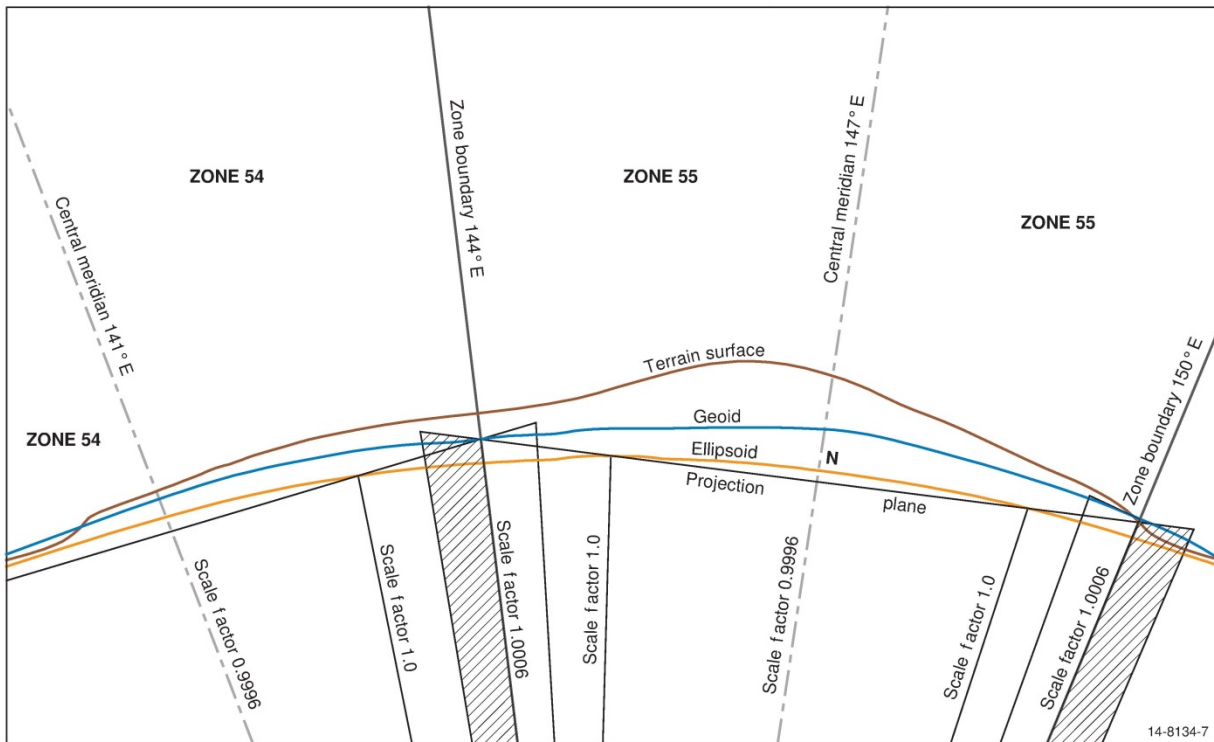 ZONE 54
Zone boundary 144° E
ZONE 55
Central meridian 147° E
ZONE 55
Central meridian 141° E
Zone boundary 150° E
Terrain surface
Geoid
ZONE 54
Ellipsoid
N
Projection
plane
Scale factor 0.9996
Scale factor 1.0
Scale factor 1.0006
Scale factor 1.0
Scale factor 0.9996
Scale factor 1.0
Scale factor 1.0006
14-8134-7